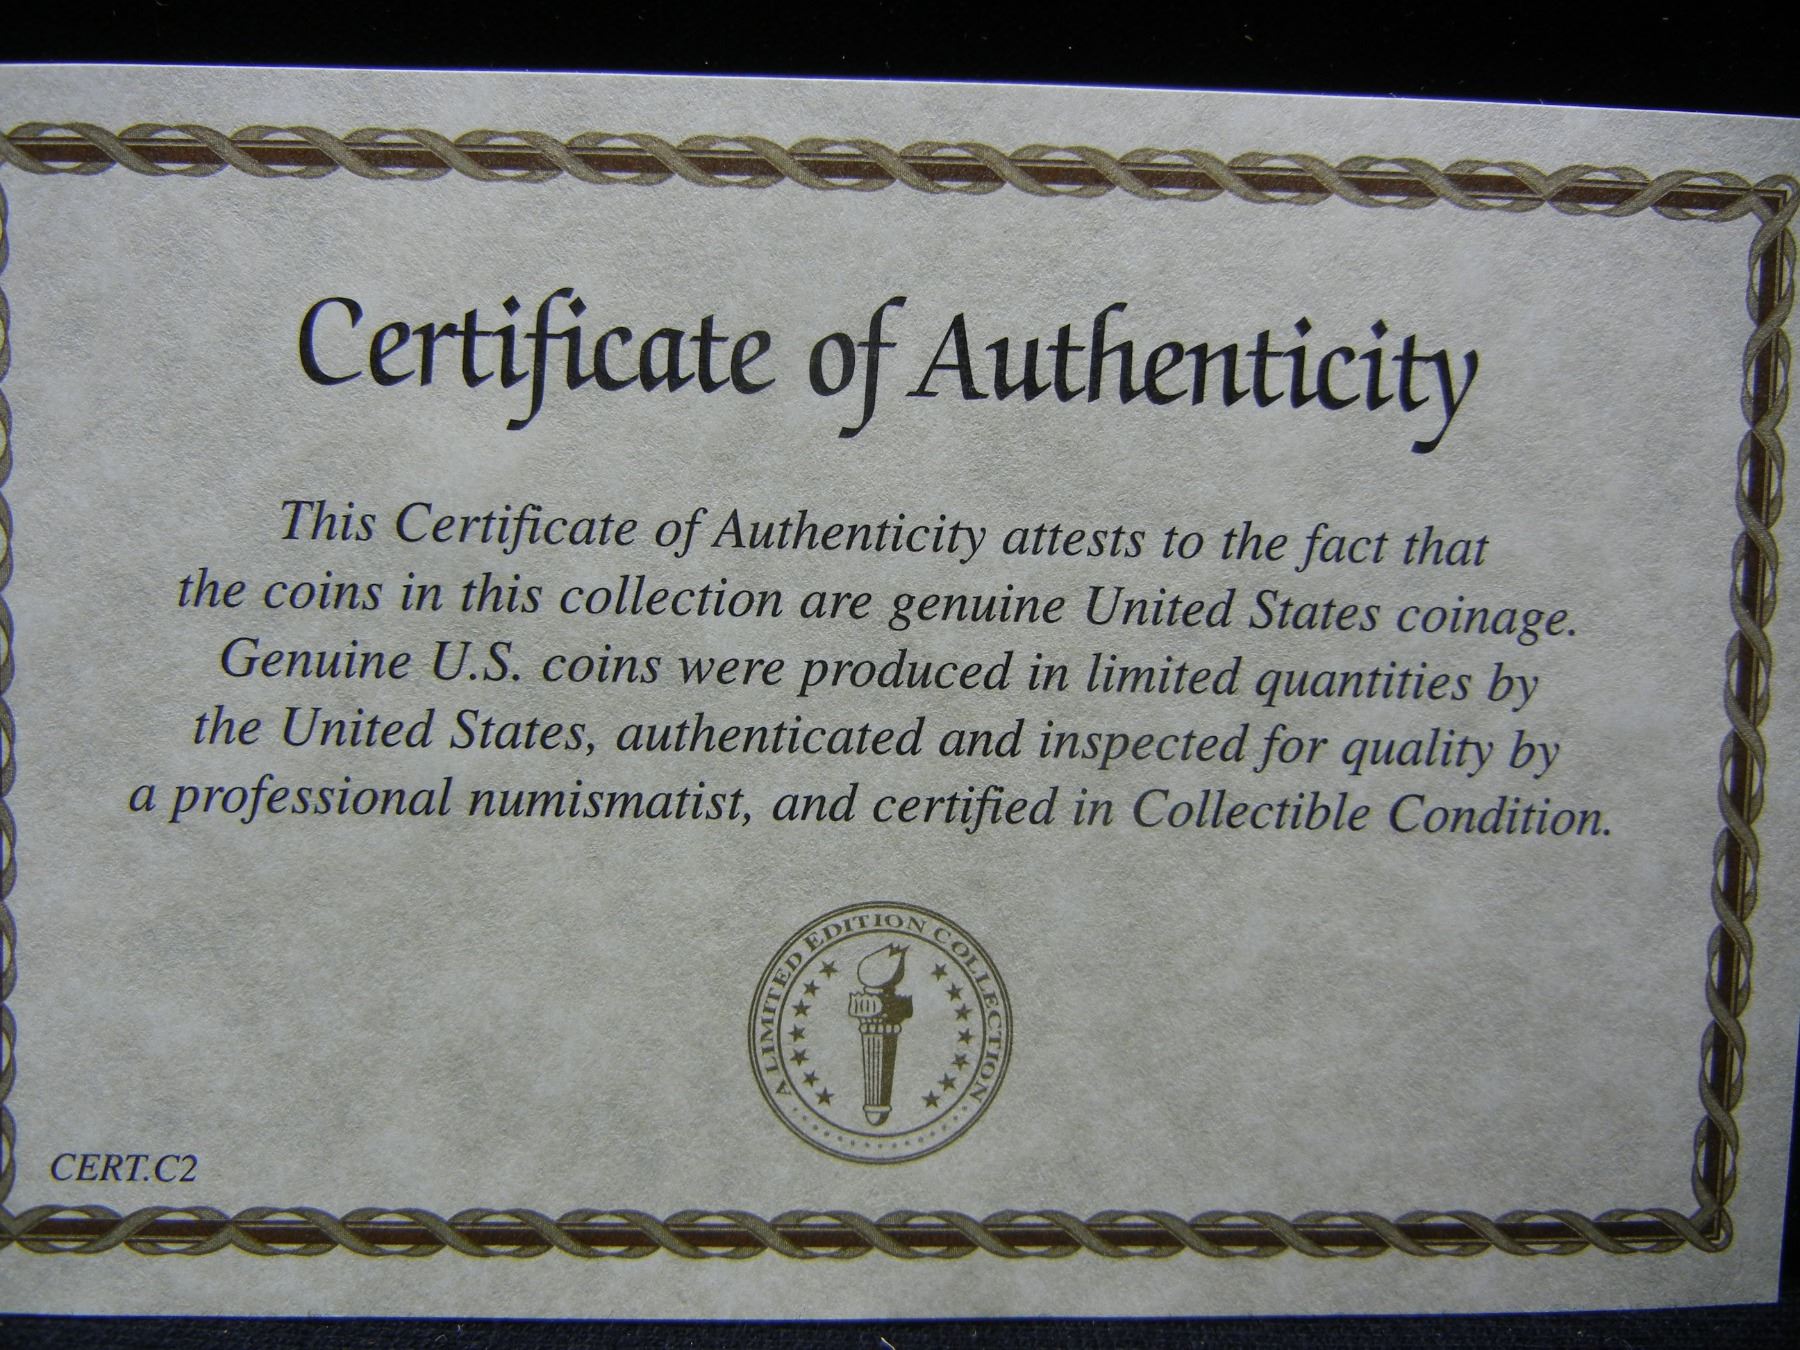 Certificate of Authenticity
This Certificate of Authenticity attests to the fact that
the coins in this collection are genuine United States coinage.
Genuine U.S. coins were produced in limited quantities by
the United States, authenticated and inspected for quality by
a professional numismatist, and certified in Collectible Condition.
A LIMITED EDITION COLLECTION
CERT.C2